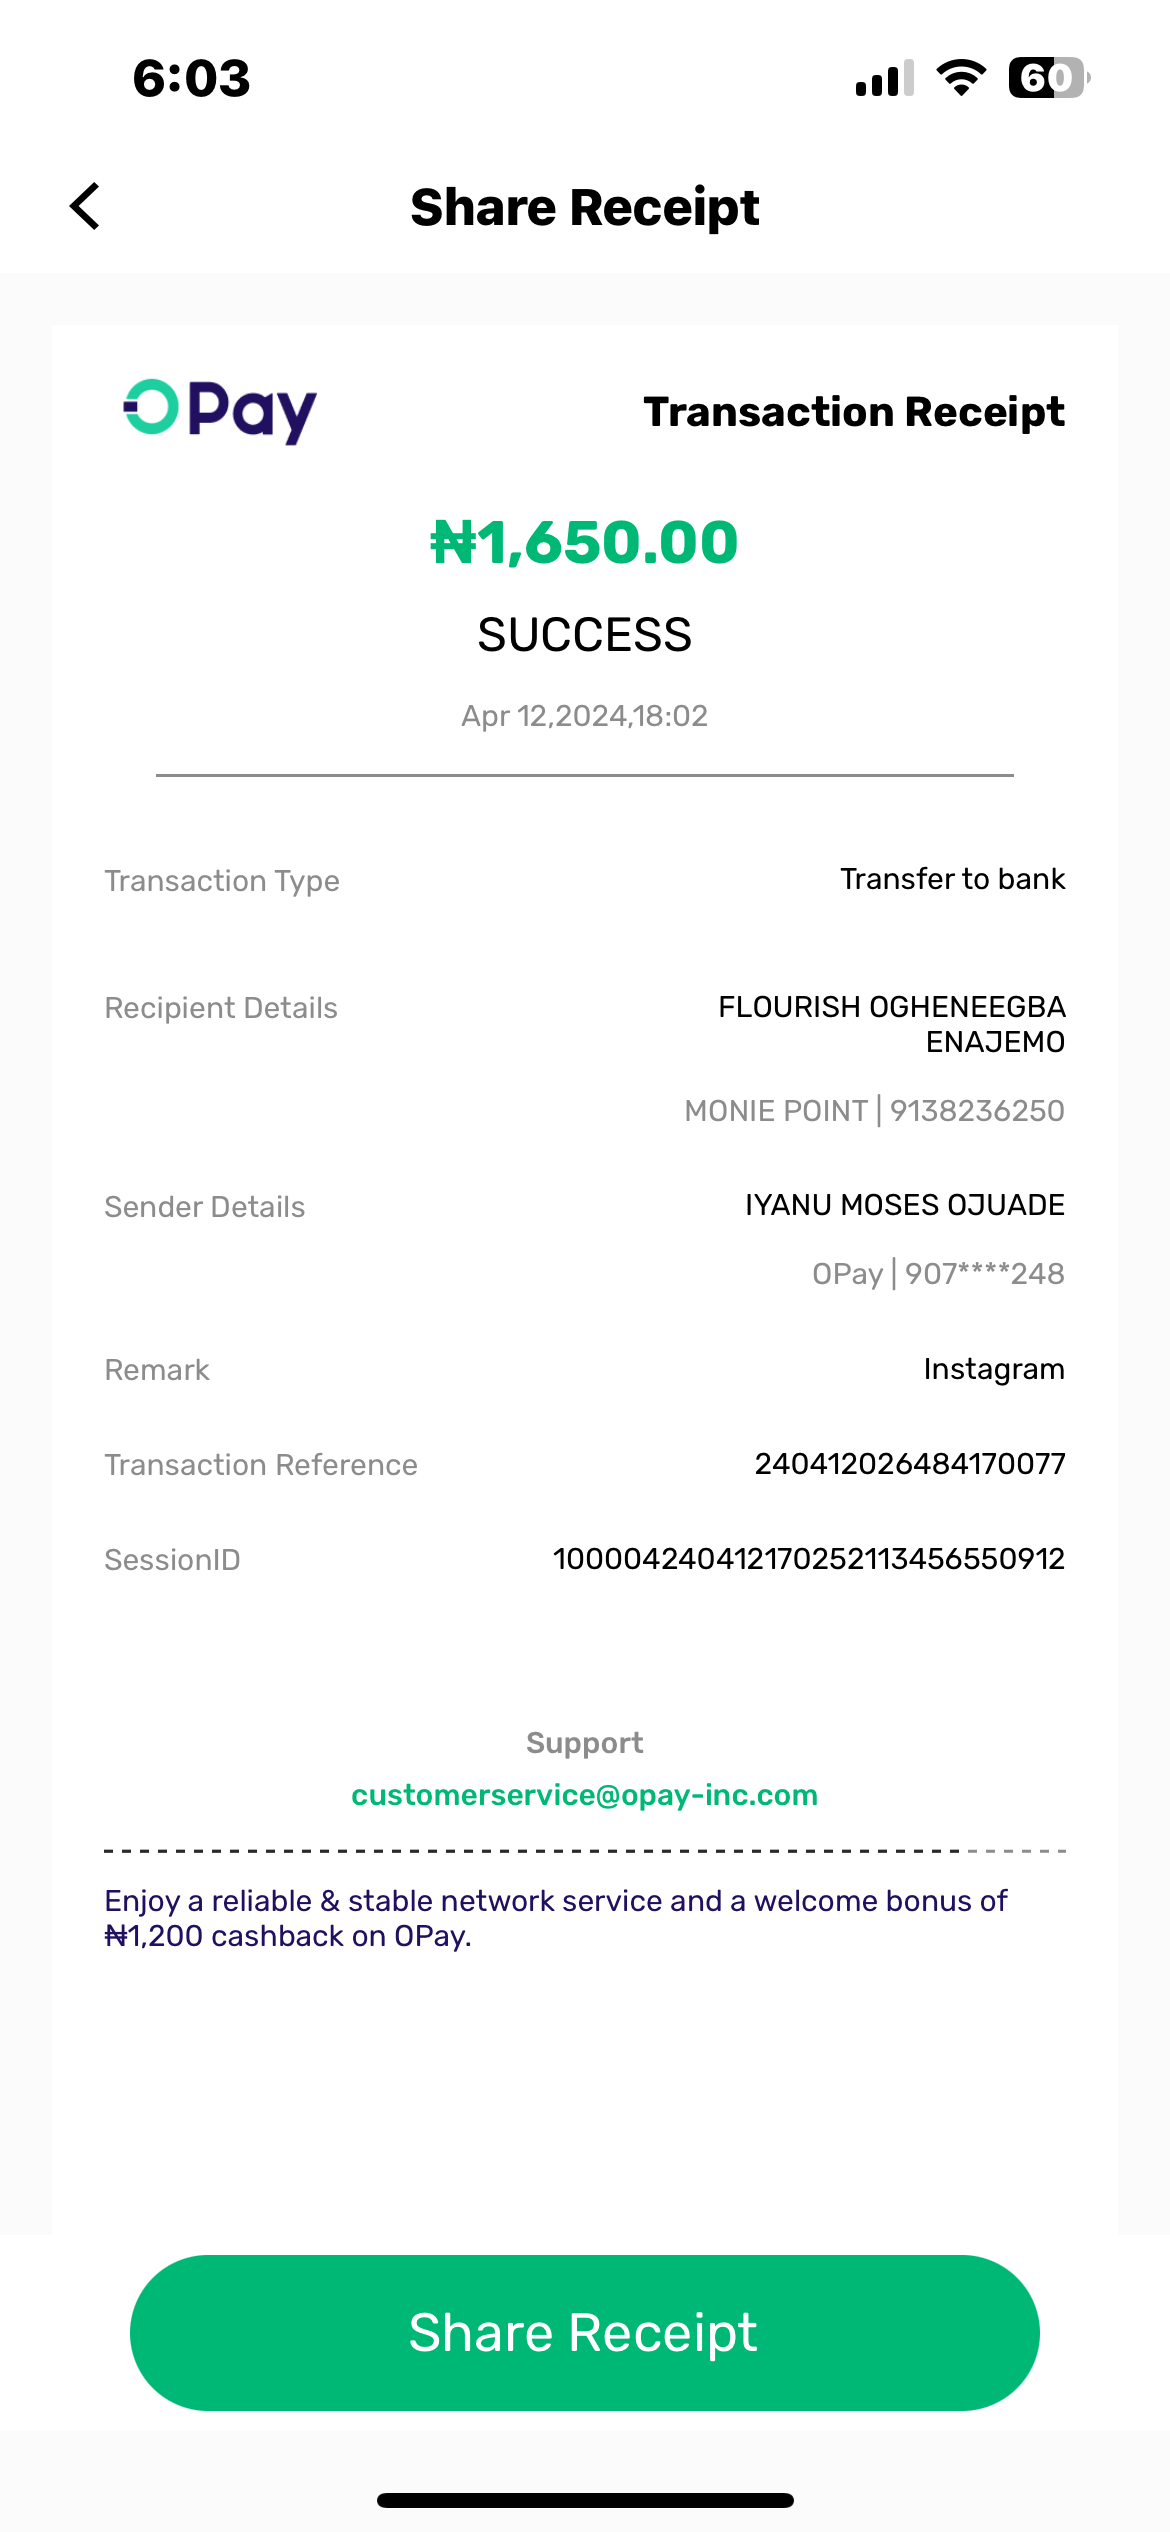 6:03
60
Share Receipt
OPay
Transaction Receipt
₦1,650.00
SUCCESS
Apr 12,2024,18:02
Transaction Type
Transfer to bank
Recipient Details
FLOURISH OGHENEEGBA
ENAJEMO
MONIE POINT | 9138236250
Sender Details
IYANU MOSES OJUADE
OPay | 907****248
Remark
Instagram
Transaction Reference
240412026484170077
SessionID
100004240412170252113456550912
Support
customerservice@opay-inc.com
Enjoy a reliable & stable network service and a welcome bonus of
₦1,200 cashback on OPay.
Share Receipt